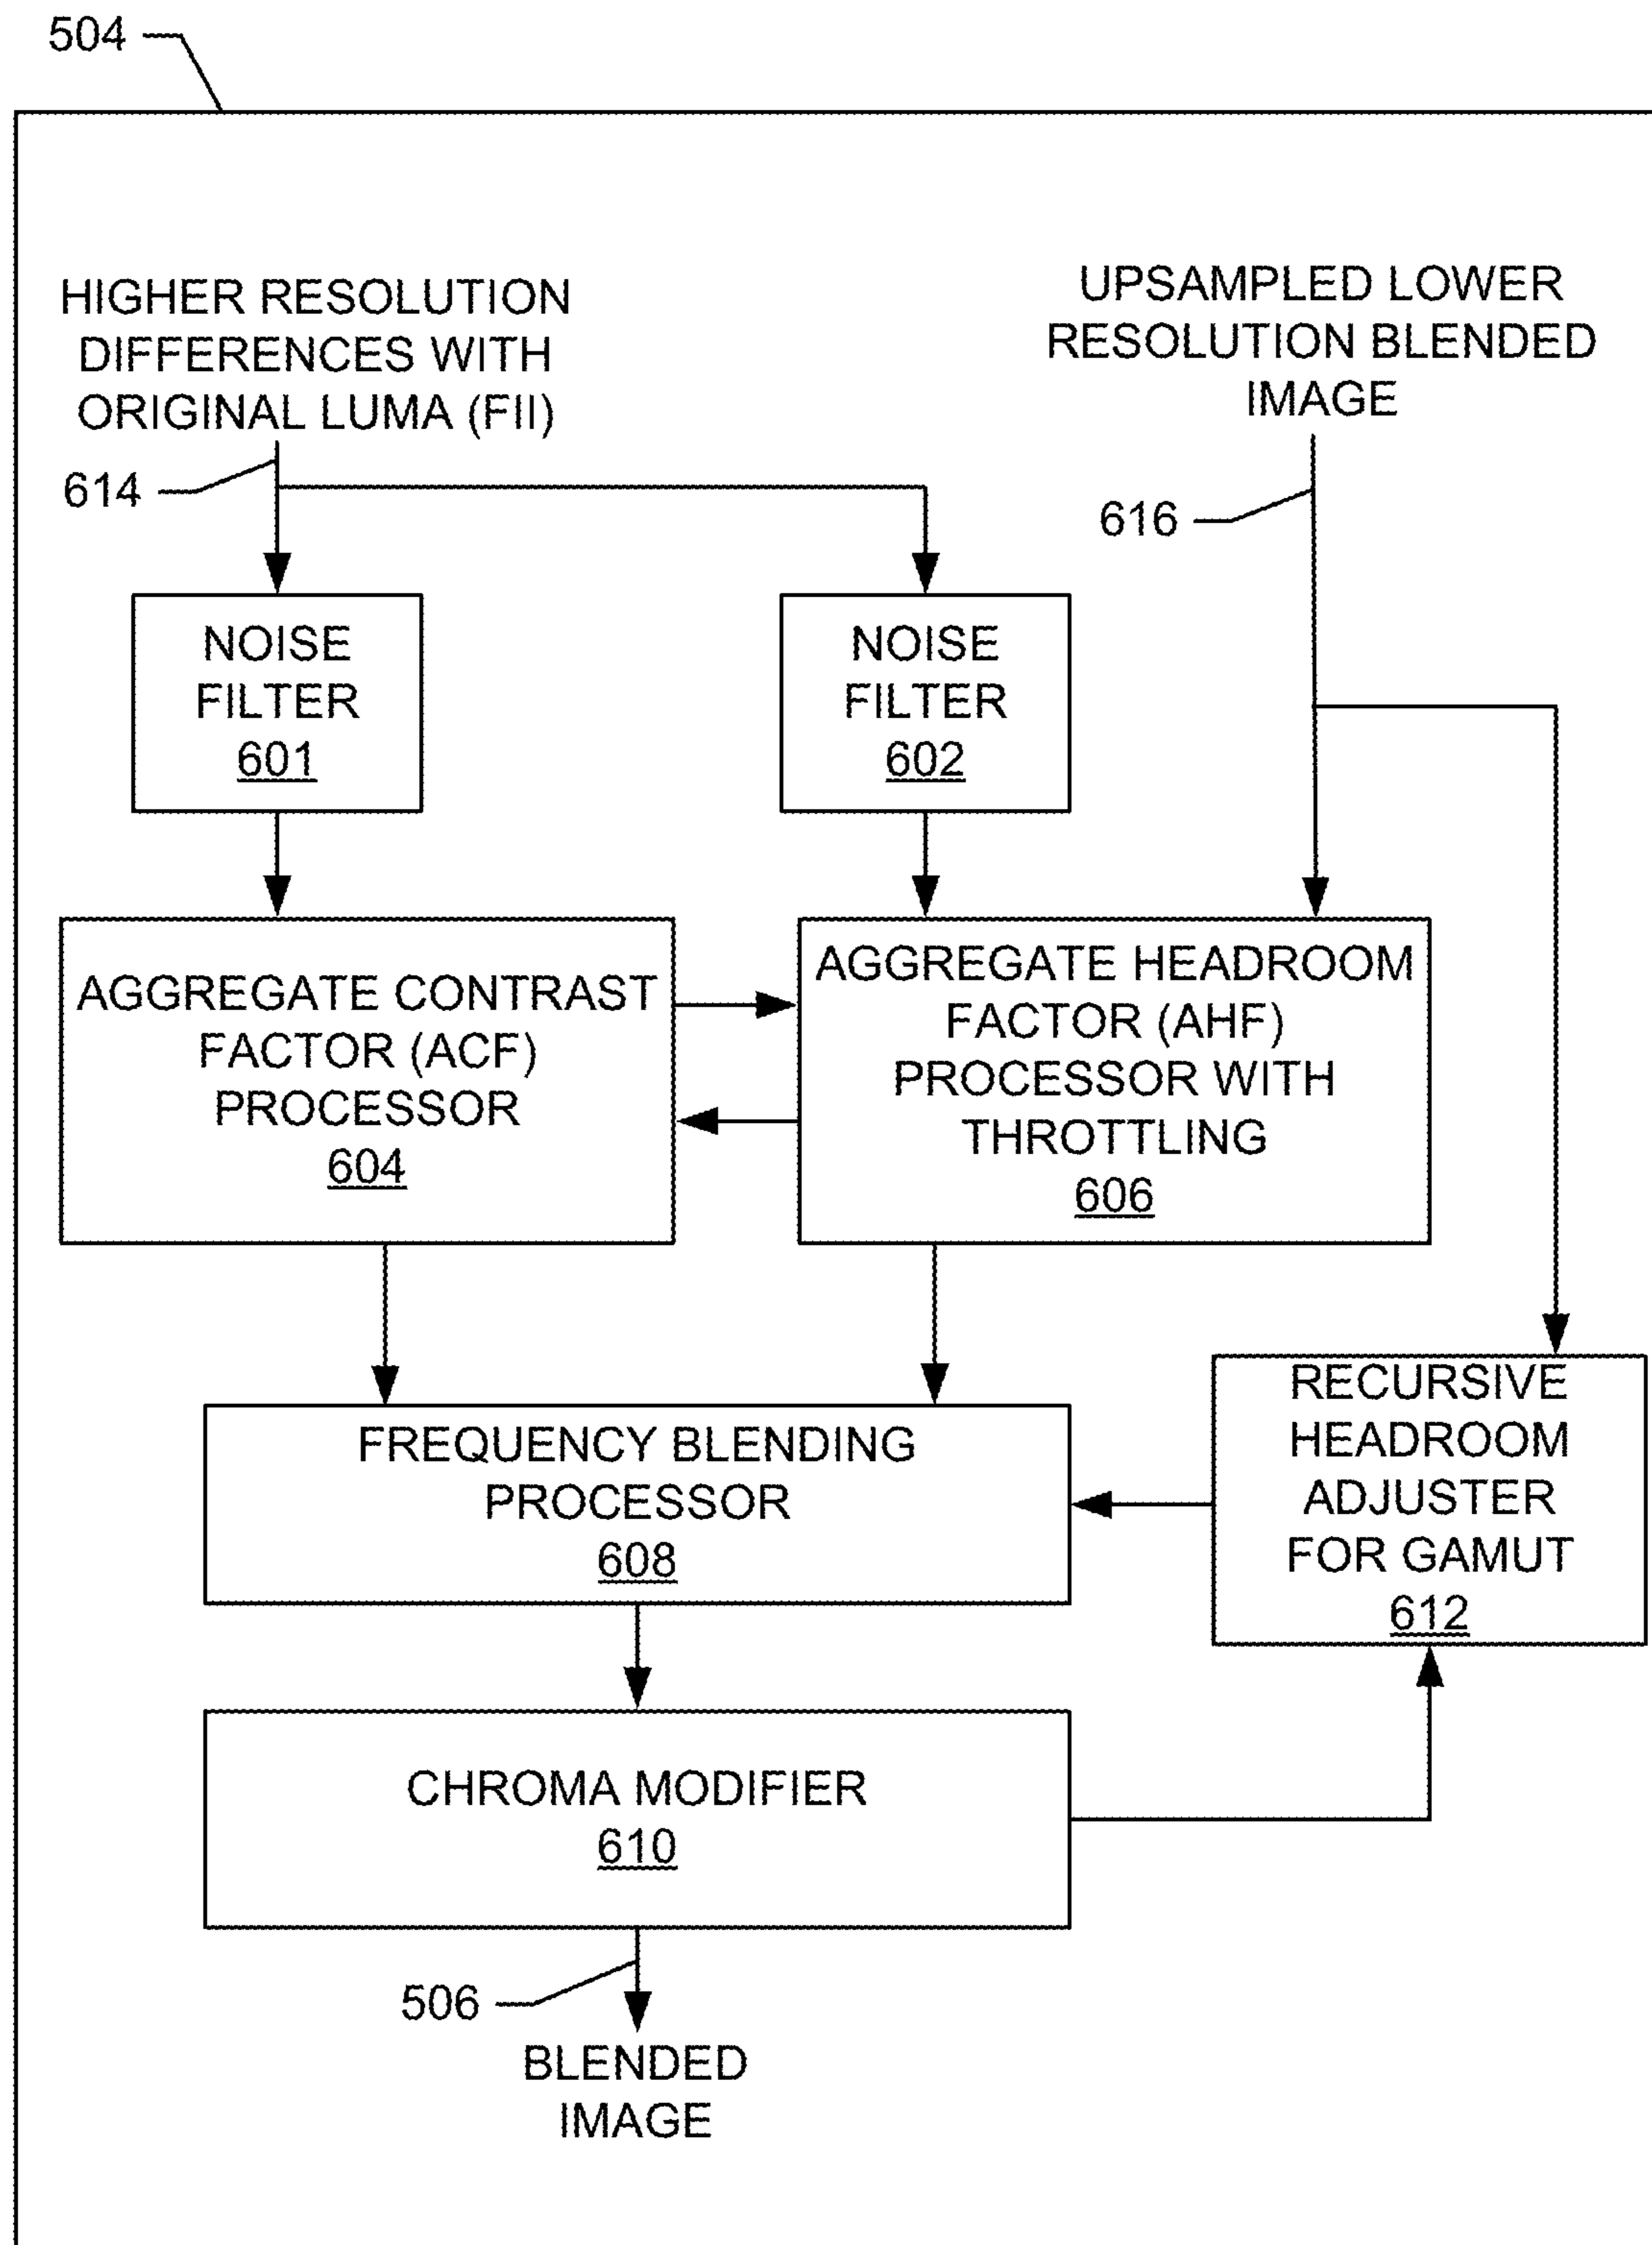 504
HIGHER RESOLUTION
DIFFERENCES WITH
ORIGINAL LUMA (FII)
UPSAMPLED LOWER
RESOLUTION BLENDED
IMAGE
614
616
NOISE
FILTER
601
NOISE
FILTER
602
AGGREGATE CONTRAST
FACTOR (ACF)
PROCESSOR
604
AGGREGATE HEADROOM
FACTOR (AHF)
PROCESSOR WITH
THROTTLING
606
FREQUENCY BLENDING
PROCESSOR
608
RECURSIVE
HEADROOM
ADJUSTER
FOR GAMUT
612
CHROMA MODIFIER
610
506
BLENDED
IMAGE